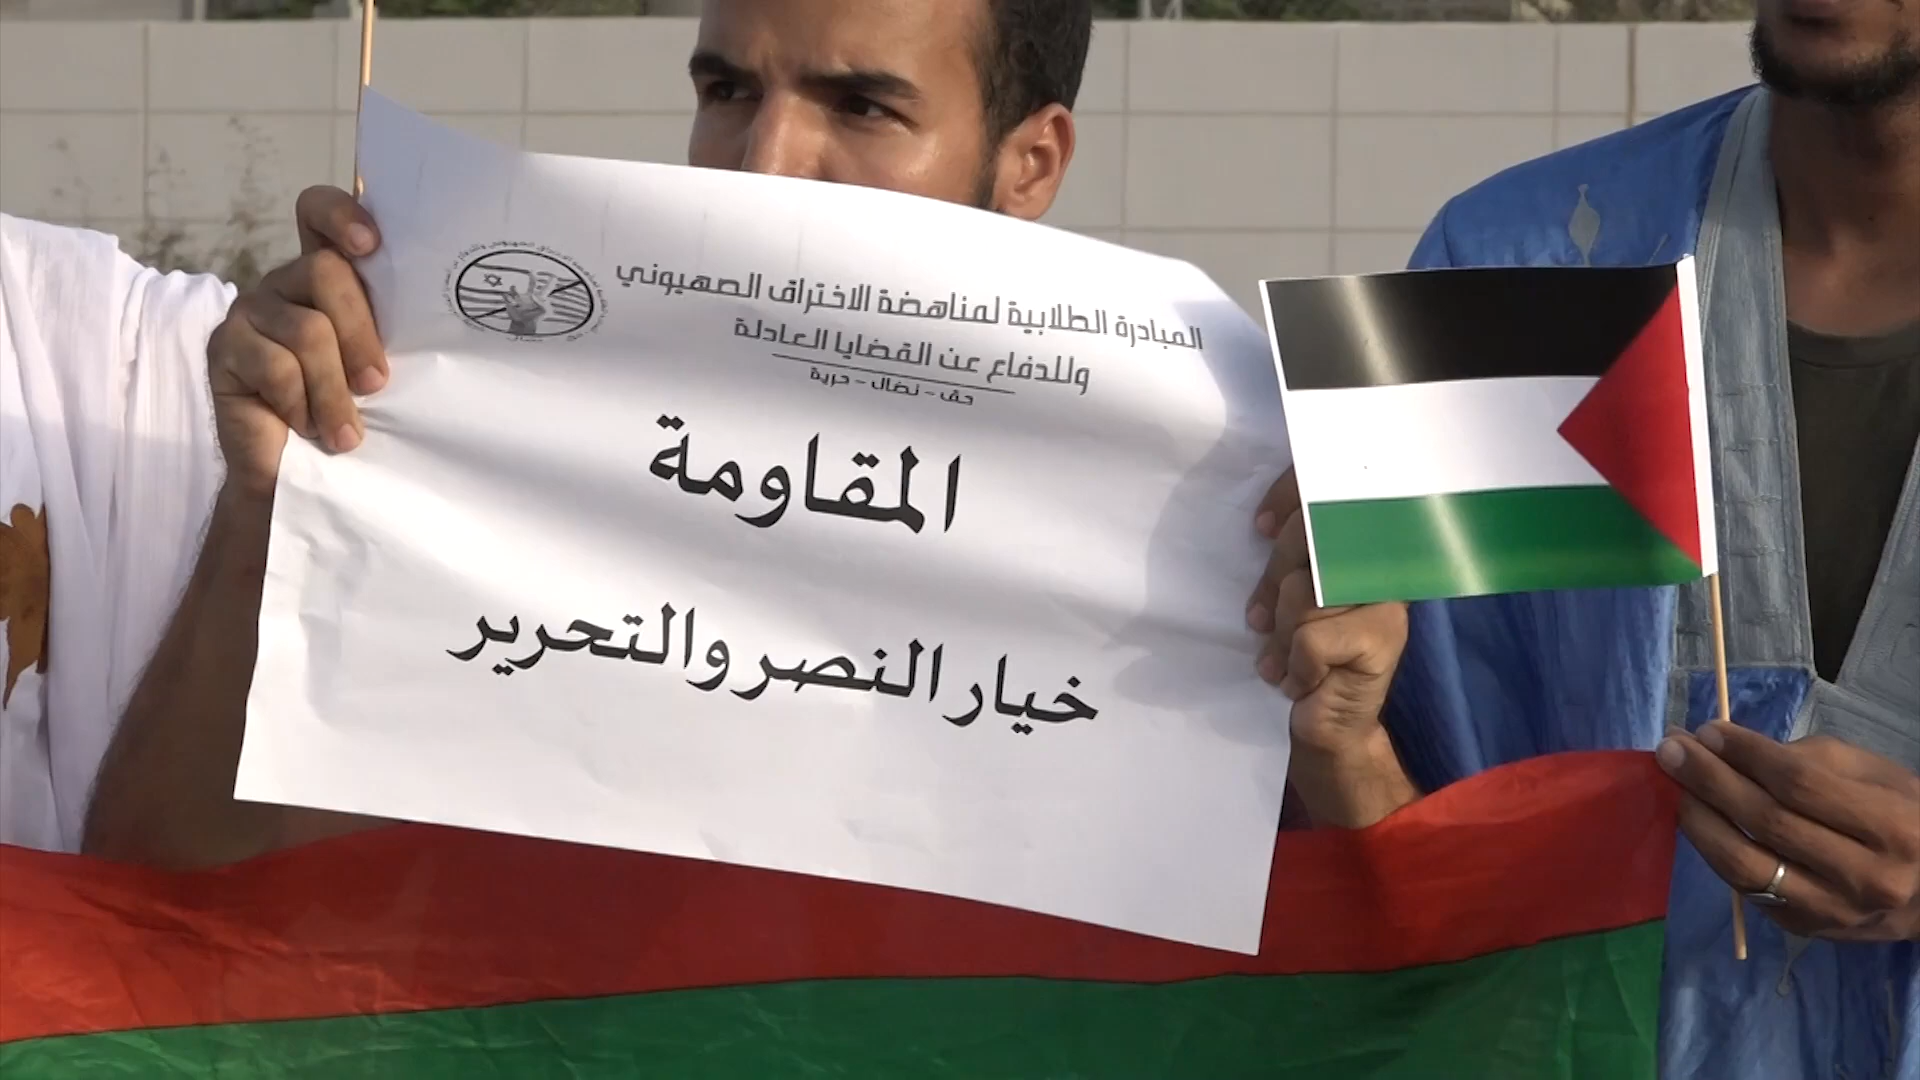 المبادرة الطلابية لمناهضة الاختراق الصهيوني
وللدفاع عن القضايا العادلة
حق - نضال - حرية
المقاومة
خيار النصر والتحرير